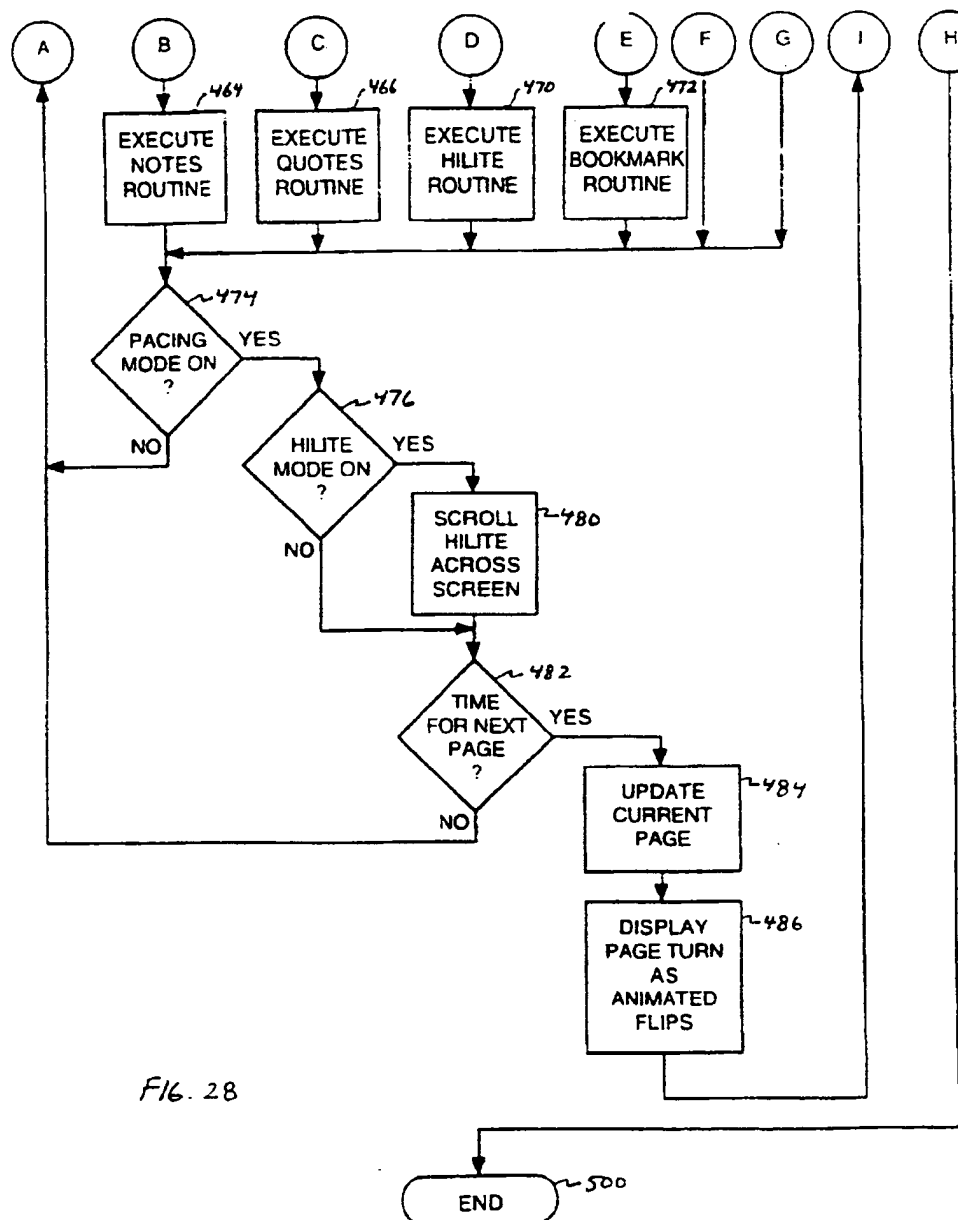 A B C D E F G I H
464 466 470 472
EXECUTE
NOTES
ROUTINE
EXECUTE
QUOTES
ROUTINE
EXECUTE
HILITE
ROUTINE
EXECUTE
BOOKMARK
ROUTINE
474
PACING
MODE ON
?
YES
NO
476
HILITE
MODE ON
?
YES
NO
480
SCROLL
HILITE
ACROSS
SCREEN
482
TIME
FOR NEXT
PAGE
?
YES
NO
484
UPDATE
CURRENT
PAGE
486
DISPLAY
PAGE TURN
AS
ANIMATED
FLIPS
FIG. 28
END
500